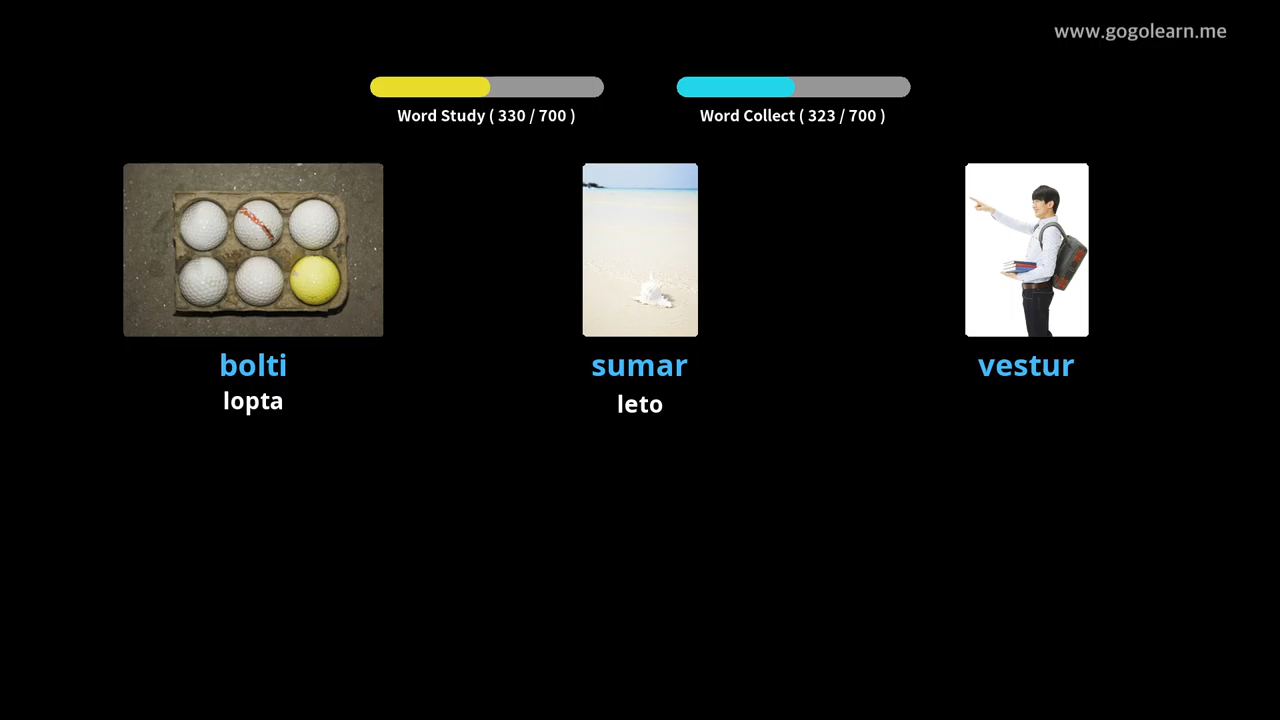 www.gogolearn.me
Word Study ( 330 / 700 )
Word Collect ( 323 / 700 )
bolti
lopta
sumar
leto
vestur